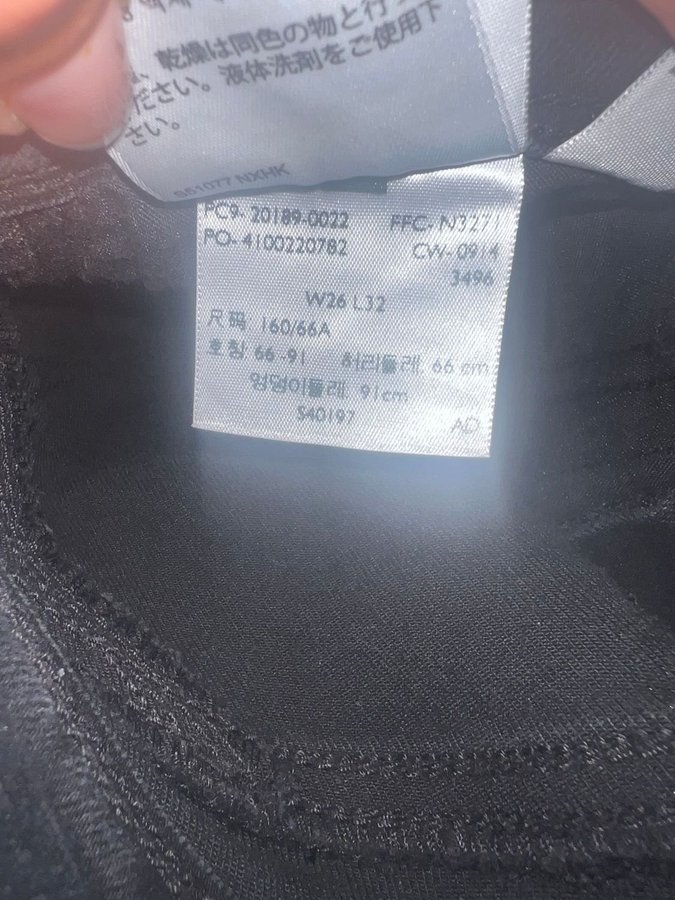 乾燥は同色の物と行っ
ださい。液体洗剤をご使用下
さい。
S61077 NXHK
PC9- 20189-0022 FFC- N3271
PO- 4100220782 CW- 0914
3496
W26 L32
尺码 160/66A
호칭 66 -91 허리둘레. 66 cm
엉덩이둘레. 91cm
S40197 AD